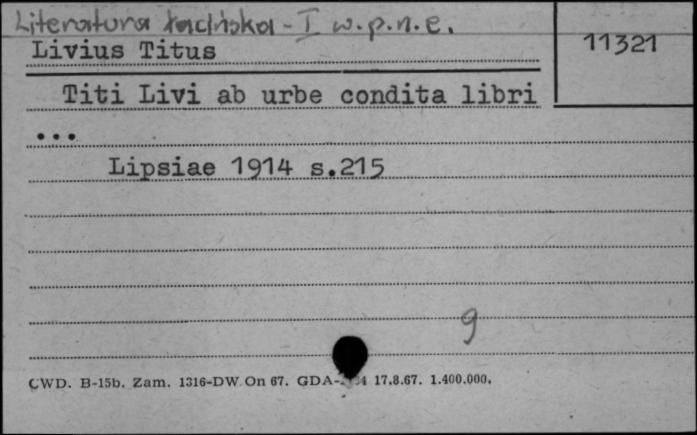 Literatura łacińska - I w.p.n.e.
Livius Titus
11321
Titi Livi ab urbe condita libri
...
Lipsiae 1914 s.215
9
CWD. B-15b. Zam. 1316-DW On 67. GDA- 17.8.67. 1.400.000.